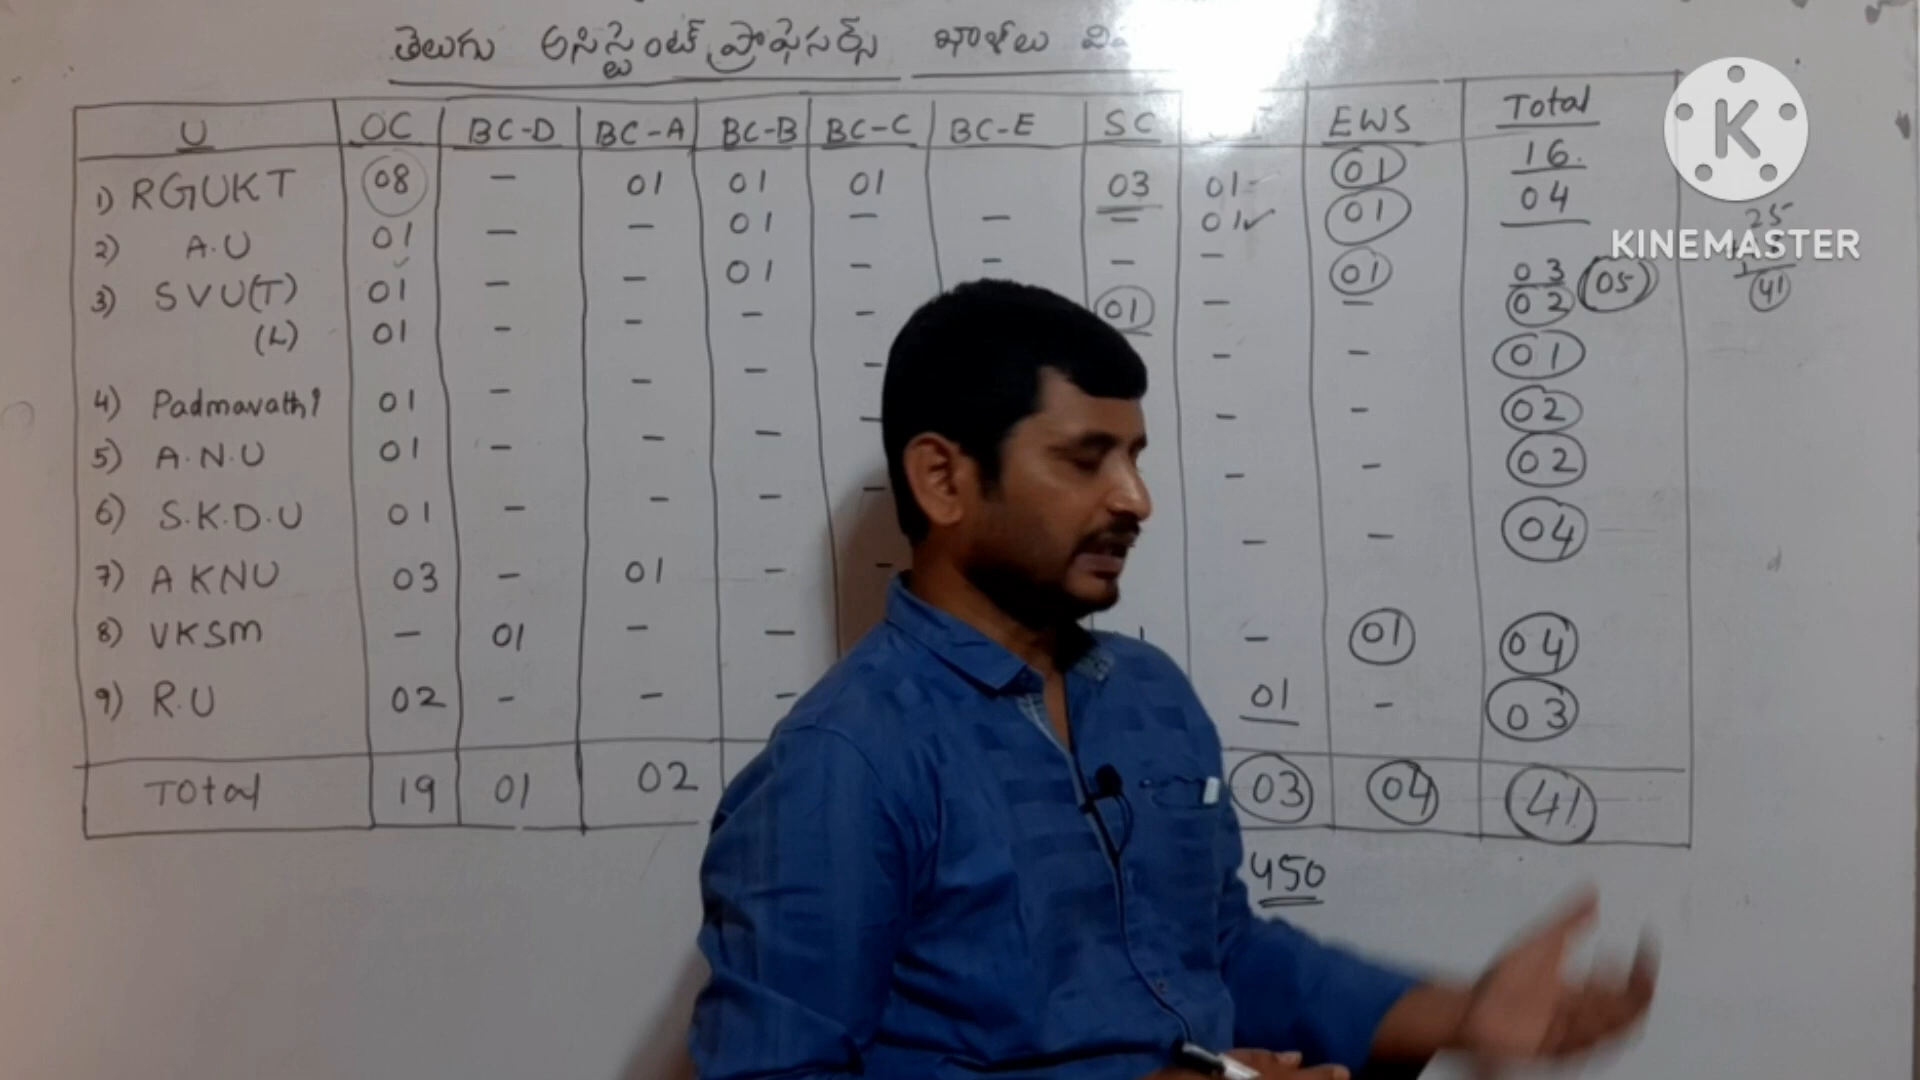 తెలుగు అసిస్టెంట్ ప్రొఫెసర్స్ ఖాళీలు
U OC BC-D BC-A BC-B BC-C BC-E SC EWS Total
1) RGUKT 08 - 01 01 01 03 01- 01 16.
2) A.U 01 - - 01 - - - 01✓ 01 04
3) SVU(T) 01 - - 01 - - - - 01 03 05
(L) 01 - - - - 01 - - 02
4) Padmavathi 01 - - - - - - 01
5) A.N.U 01 - - - - - - 02
6) S.K.D.U 01 - - - - - - 02
7) AKNU 03 - 01 - - - - 04
8) VKSM - 01 - - - 01 04
9) R.U 02 - - - 01 - 03
Total 19 01 02 03 04 41
450
25
41
K
KINEMASTER